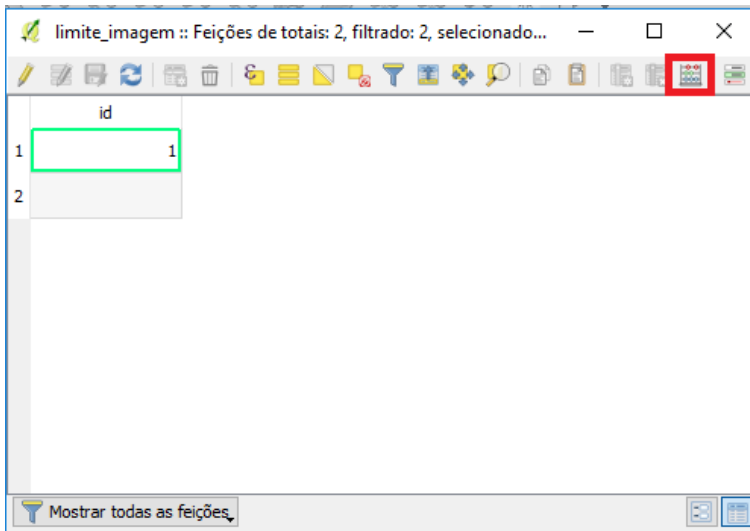 limite_imagem :: Feições de totais: 2, filtrado: 2, selecionado...
id
1 1
2
Mostrar todas as feições